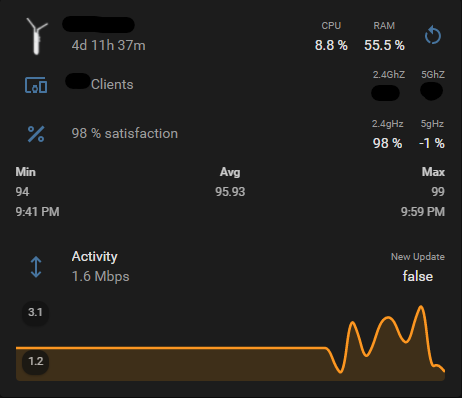 CPU RAM
4d 11h 37m 8.8 % 55.5 %
2.4GhZ 5GhZ
Clients
2.4gHz 5gHz
98 % satisfaction 98 % -1 %
Min Avg Max
94 95.93 99
9:41 PM 9:59 PM
Activity New Update
1.6 Mbps false
3.1
1.2